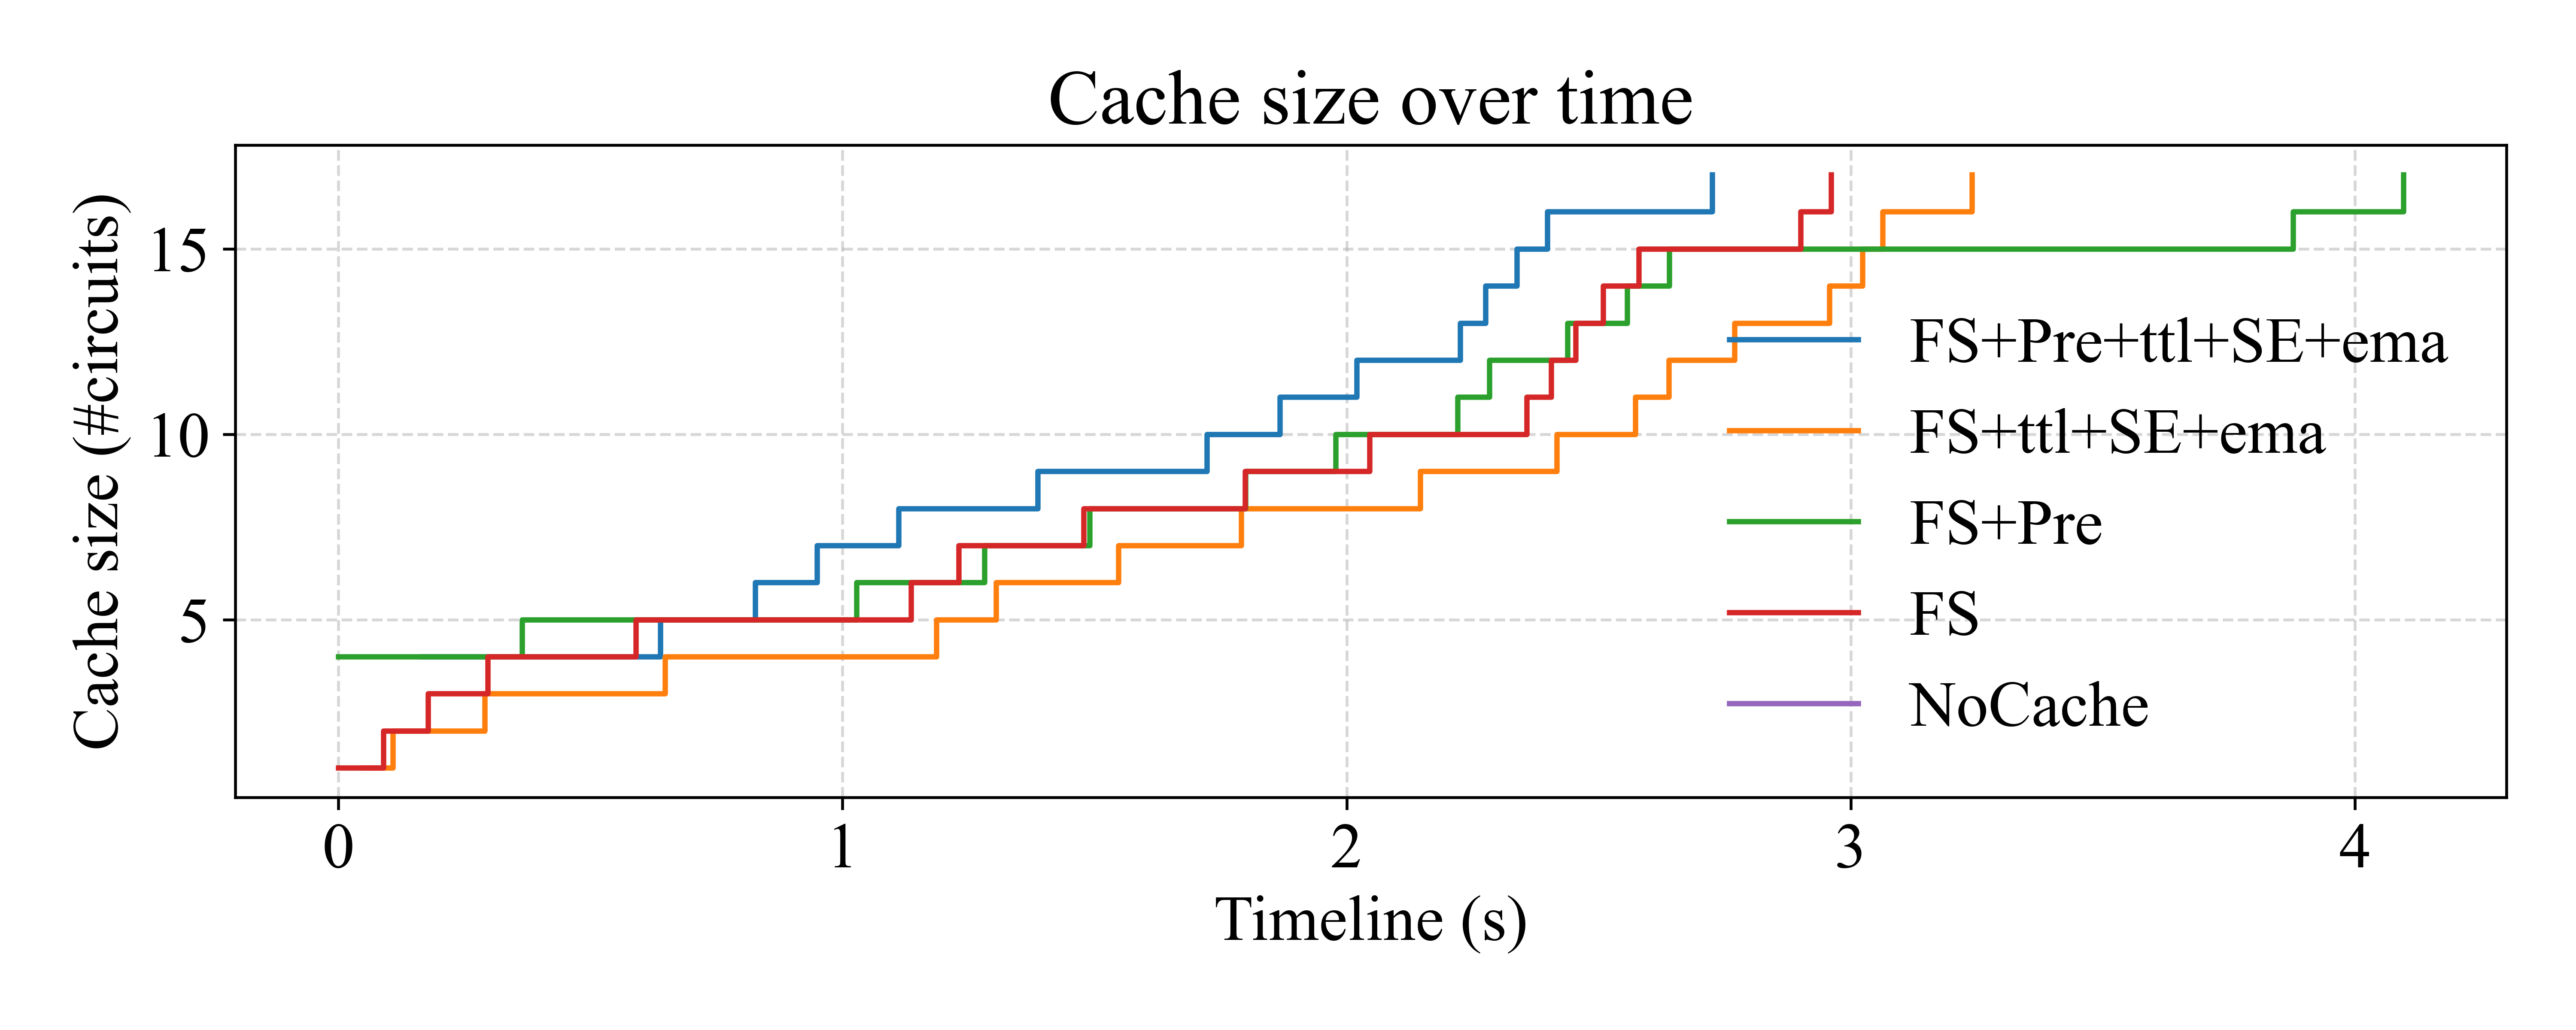 Cache size over time
Cache size (#circuits)
15
10
5
FS+Pre+ttl+SE+ema
FS+ttl+SE+ema
FS+Pre
FS
NoCache
0 1 2 3 4
Timeline (s)